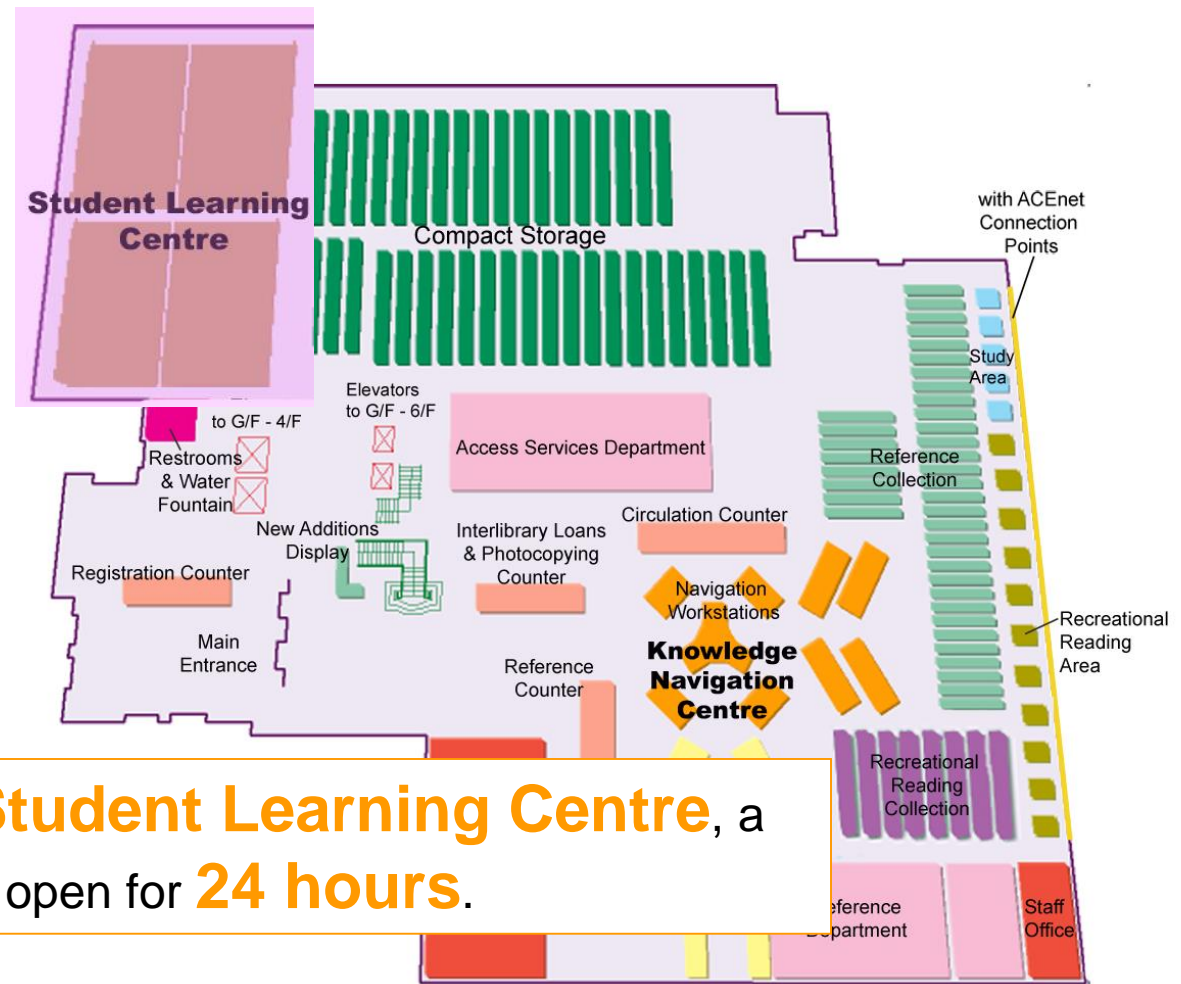 Student Learning
Centre
Compact Storage
with ACEnet
Connection
Points
Study
Area
Elevators
to G/F - 6/F
to G/F - 4/F
Restrooms
& Water
Fountain
Access Services Department
Reference
Collection
New Additions
Display
Interlibrary Loans
& Photocopying
Counter
Circulation Counter
Registration Counter
Navigation
Workstations
Main
Entrance
Knowledge
Navigation
Centre
Reference
Counter
Recreational
Reading
Area
Recreational
Reading
Collection
Student Learning Centre, a
open for 24 hours.
Reference
Department
Staff
Office